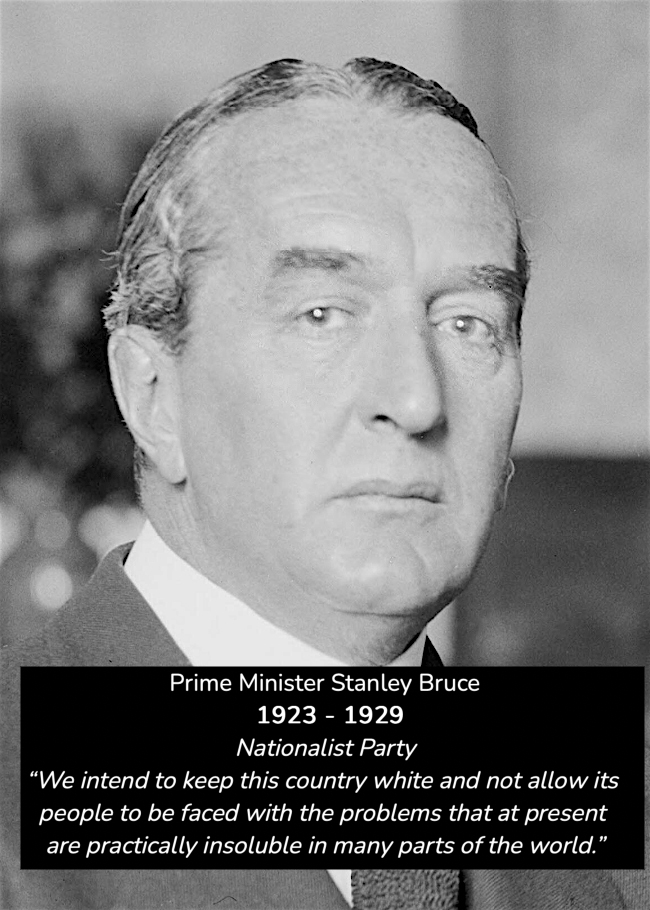 Prime Minister Stanley Bruce
1923 - 1929
Nationalist Party
“We intend to keep this country white and not allow its
people to be faced with the problems that at present
are practically insoluble in many parts of the world.”